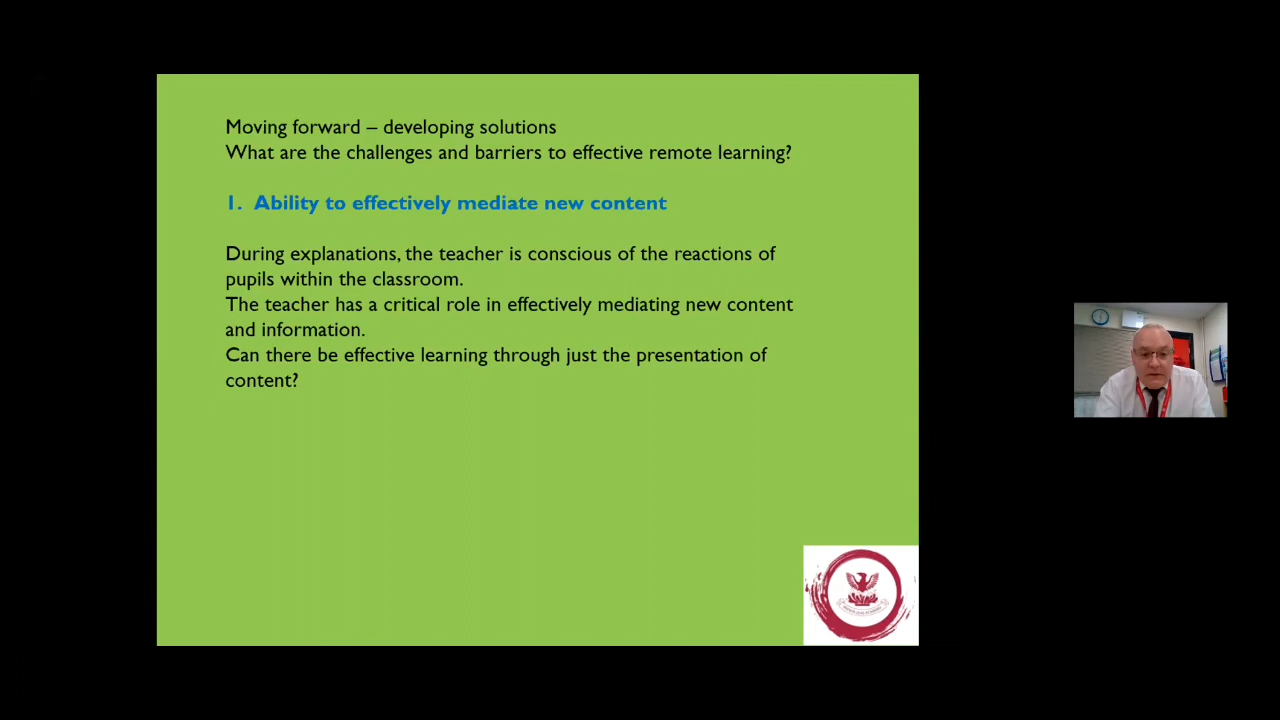 Moving forward – developing solutions
What are the challenges and barriers to effective remote learning?
1. Ability to effectively mediate new content
During explanations, the teacher is conscious of the reactions of
pupils within the classroom.
The teacher has a critical role in effectively mediating new content
and information.
Can there be effective learning through just the presentation of
content?